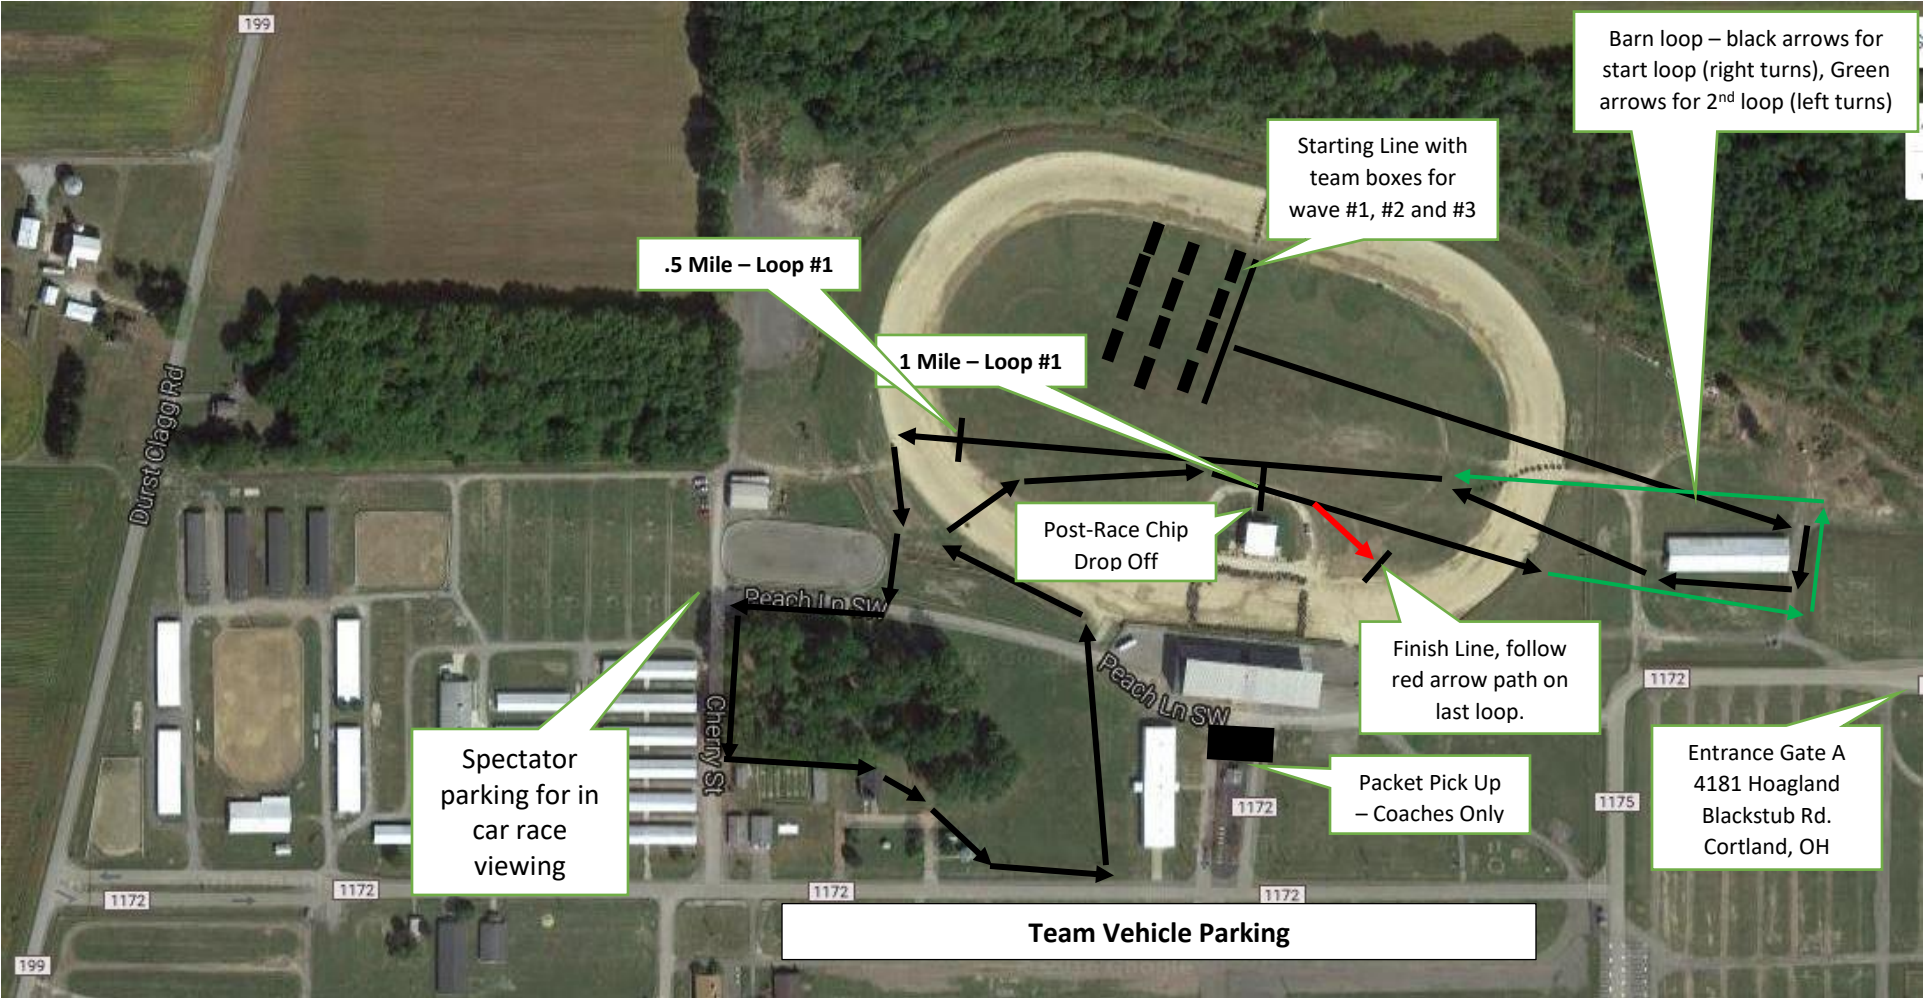 199
Barn loop – black arrows for
start loop (right turns), Green
arrows for 2nd loop (left turns)
Starting Line with
team boxes for
wave #1, #2 and #3
.5 Mile – Loop #1
1 Mile – Loop #1
Durst Clagg Rd
Post-Race Chip
Drop Off
Peach Ln SW
Finish Line, follow
red arrow path on
last loop.
Peach Ln SW
1172
Cherry St
Spectator
parking for in
car race
viewing
Packet Pick Up
– Coaches Only
Entrance Gate A
4181 Hoagland
Blackstub Rd.
Cortland, OH
1172
1175
1172
1172
1172
1172
Team Vehicle Parking
199